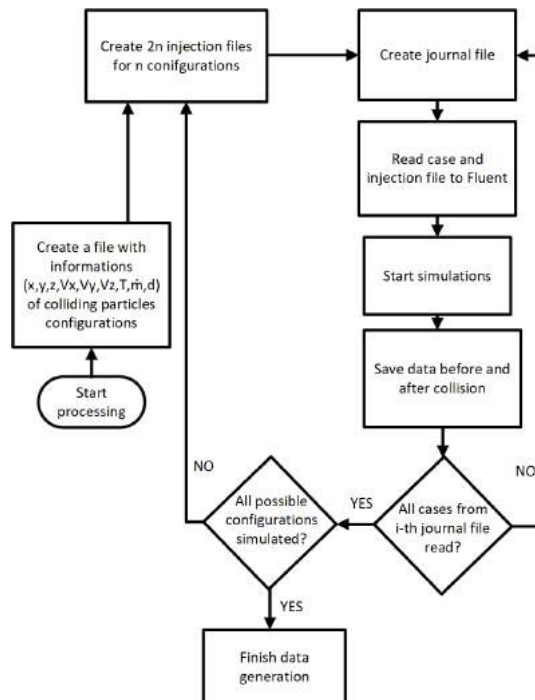 Create 2n injection files
for n conifgurations
Create journal file
Read case and
injection file to Fluent
Create a file with
informations
(x,y,z,Vx,Vy,Vz,T,ṁ,d)
of colliding particles
configurations
Start simulations
Start
processing
Save data before and
after collision
NO
NO
All possible
configurations
simulated?
YES
All cases from
i-th journal file
read?
YES
Finish data
generation